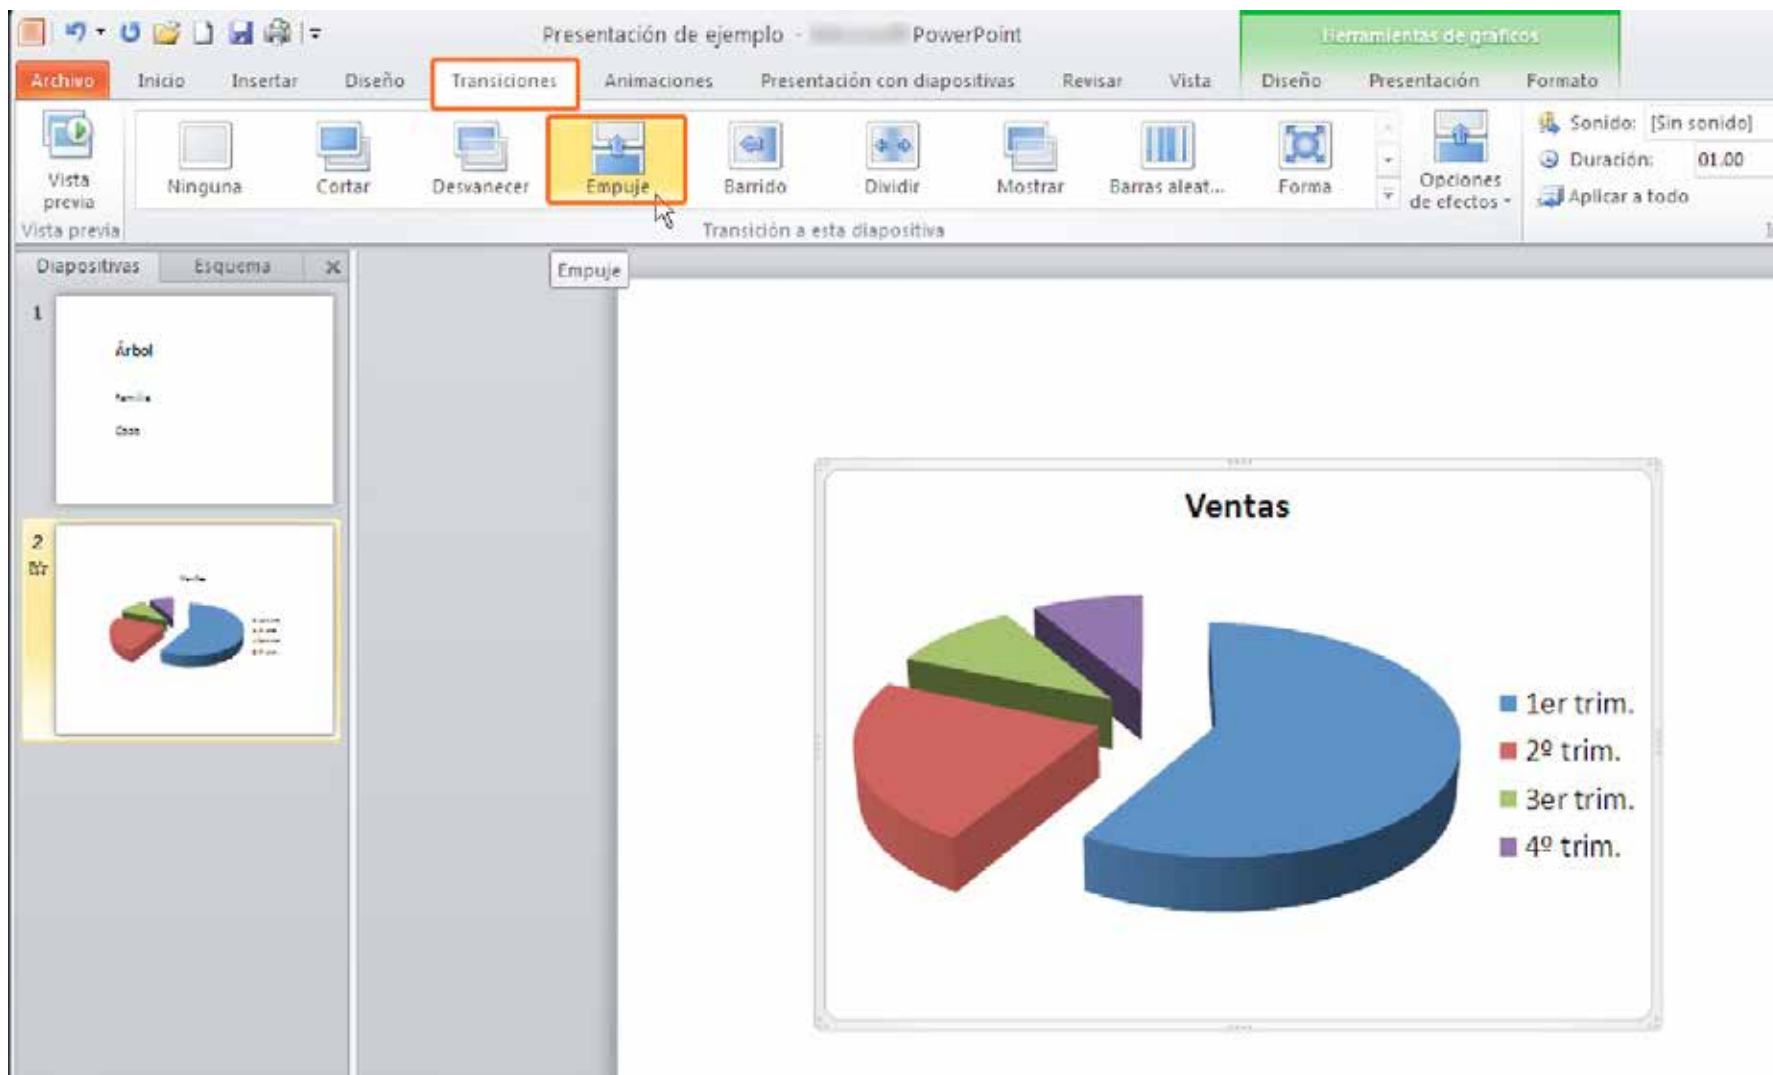 Presentación de ejemplo - PowerPoint
Herramientas de gráficos
Archivo Inicio Insertar Diseño Transiciones Animaciones Presentación con diapositivas Revisar Vista Diseño Presentación Formato
Vista previa
Ninguna Cortar Desvanecer Empuje Barrido Dividir Mostrar Barras aleat... Forma
Opciones de efectos
Sonido: [Sin sonido]
Duración: 01.00
Aplicar a todo
Vista previa Transición a esta diapositiva
Diapositivas Esquema
Empuje
1
Árbol
Familia
Casa
2
Ventas
1er trim.
2º trim.
3er trim.
4º trim.